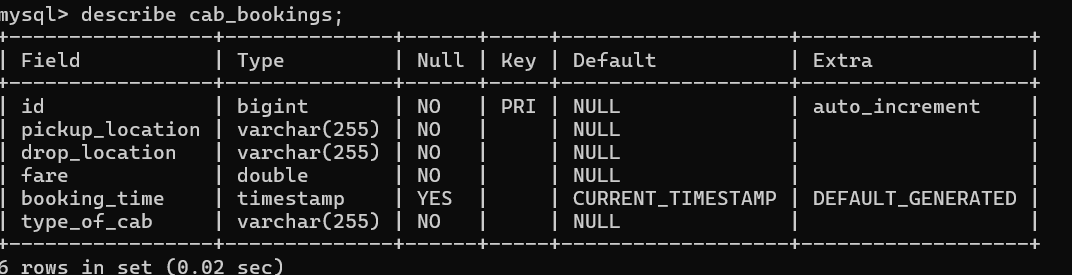 mysql> describe cab_bookings;
+-----------------+--------------+------+-----+-------------------+-------------------+
| Field           | Type         | Null | Key | Default           | Extra             |
+-----------------+--------------+------+-----+-------------------+-------------------+
| id              | bigint       | NO   | PRI | NULL              | auto_increment    |
| pickup_location | varchar(255) | NO   |     | NULL              |                   |
| drop_location   | varchar(255) | NO   |     | NULL              |                   |
| fare            | double       | NO   |     | NULL              |                   |
| booking_time    | timestamp    | YES  |     | CURRENT_TIMESTAMP | DEFAULT_GENERATED |
| type_of_cab     | varchar(255) | NO   |     | NULL              |                   |
+-----------------+--------------+------+-----+-------------------+-------------------+
6 rows in set (0.02 sec)